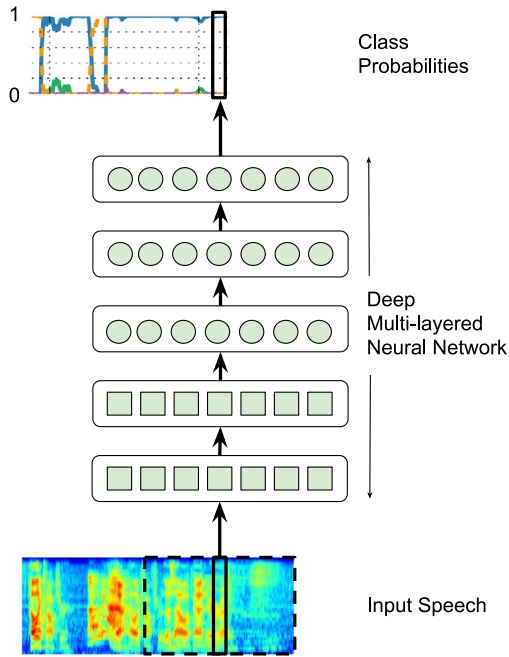 1
0
Class
Probabilities
Deep
Multi-layered
Neural Network
Input Speech